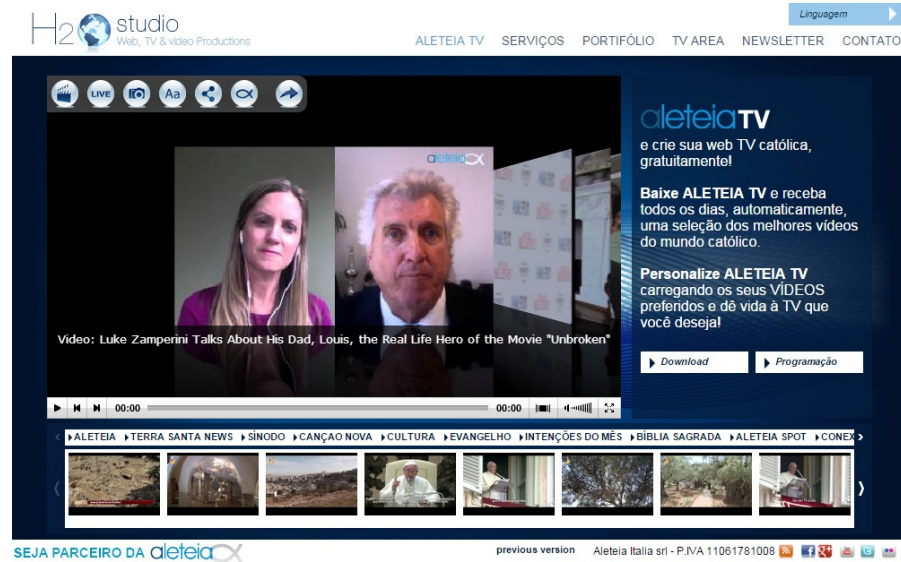 H2O studio
Web, TV & video Productions
Linguagem
ALETEIA TV SERVIÇOS PORTIFÓLIO TV AREA NEWSLETTER CONTATO
LIVE
Aa
aleteia
Video: Luke Zamperini Talks About His Dad, Louis, the Real Life Hero of the Movie "Unbroken"
00:00 00:00
aleteia TV
e crie sua web TV católica,
gratuitamente!
Baixe ALETEIA TV e receba
todos os dias, automaticamente,
uma seleção dos melhores vídeos
do mundo católico.
Personalize ALETEIA TV
carregando os seus VÍDEOS
preferidos e dê vida à TV que
você deseja!
Download Programação
ALETEIA TERRA SANTA NEWS SÍNODO CANÇAO NOVA CULTURA EVANGELHO INTENÇÕES DO MÊS BÍBLIA SAGRADA ALETEIA SPOT CONEX
SEJA PARCEIRO DA aleteia
previous version Aleteia Italia srl - P.IVA 11061781008